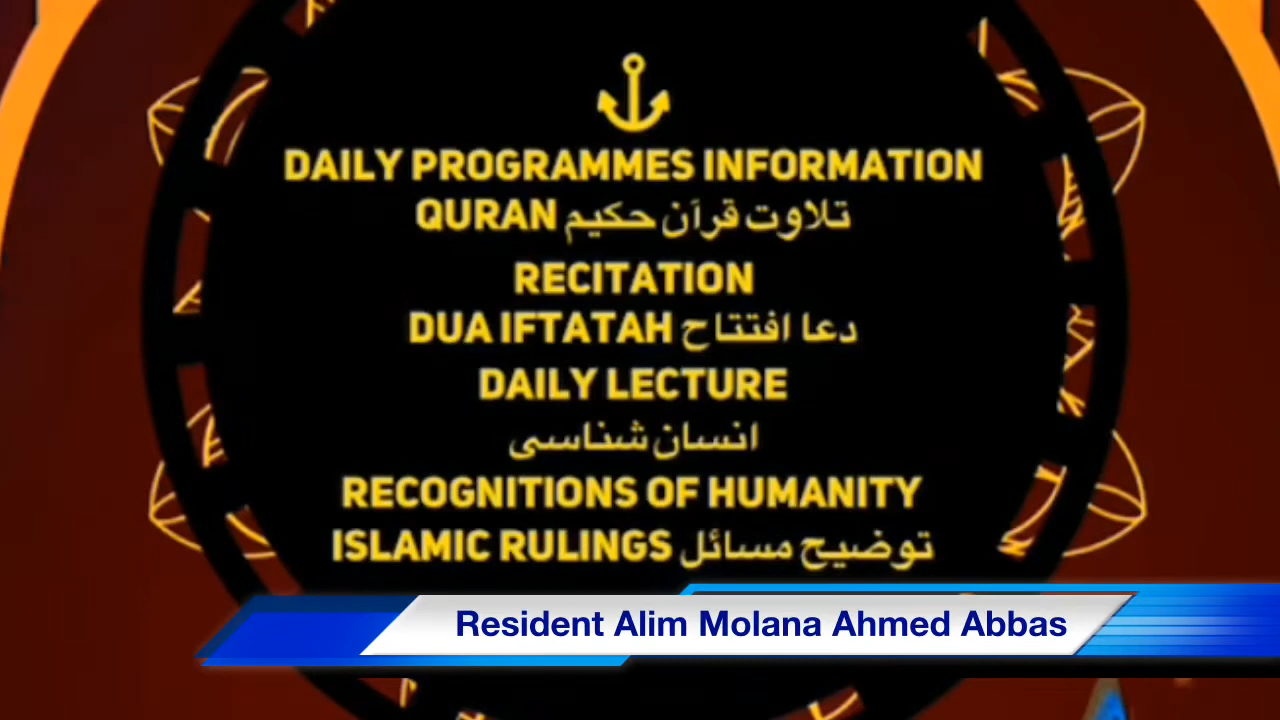 DAILY PROGRAMMES INFORMATION
QURAN تلاوت قرآن حکیم
RECITATION
DUA IFTATAH دعا افتتاح
DAILY LECTURE
انسان شناسی
RECOGNITIONS OF HUMANITY
ISLAMIC RULINGS توضیح مسائل
Resident Alim Molana Ahmed Abbas